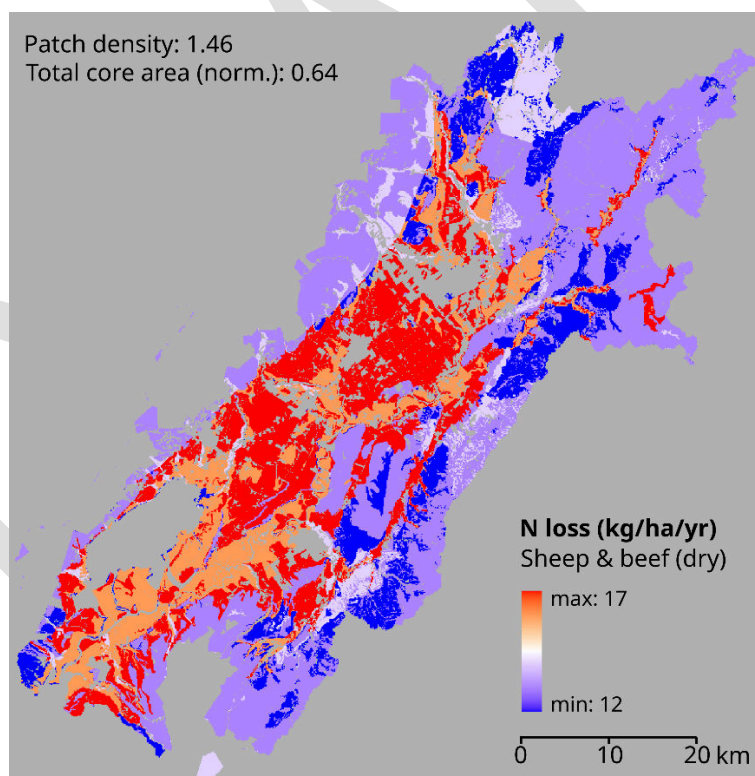 Patch density: 1.46
Total core area (norm.): 0.64
N loss (kg/ha/yr)
Sheep & beef (dry)
max: 17
min: 12
0 10 20 km